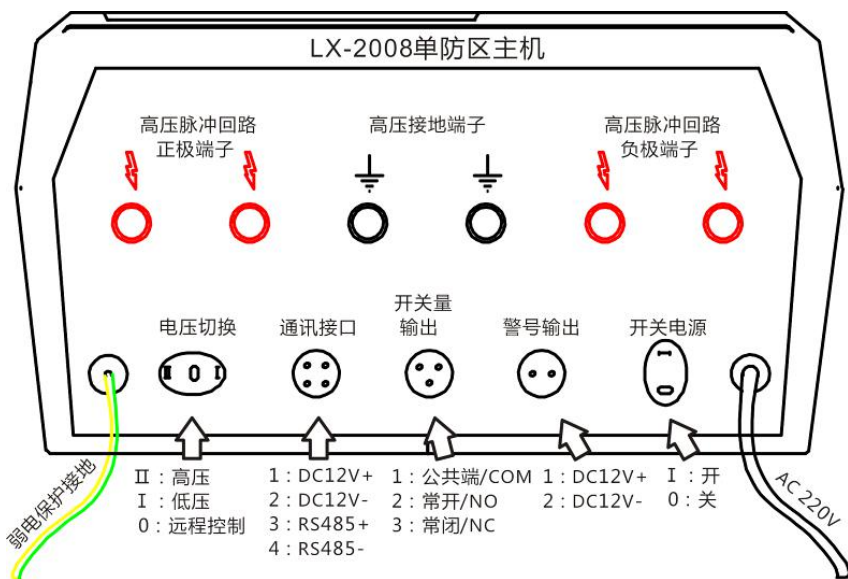 LX-2008单防区主机
高压脉冲回路
正极端子
高压接地端子
高压脉冲回路
负极端子
电压切换
通讯接口
开关量
输出
警号输出
开关电源
II 0 I
I
0
弱电保护接地
II：高压
I：低压
0：远程控制
1：DC12V+
2：DC12V-
3：RS485+
4：RS485-
1：公共端/COM
2：常开/NO
3：常闭/NC
1：DC12V+
2：DC12V-
I：开
0：关
AC 220V